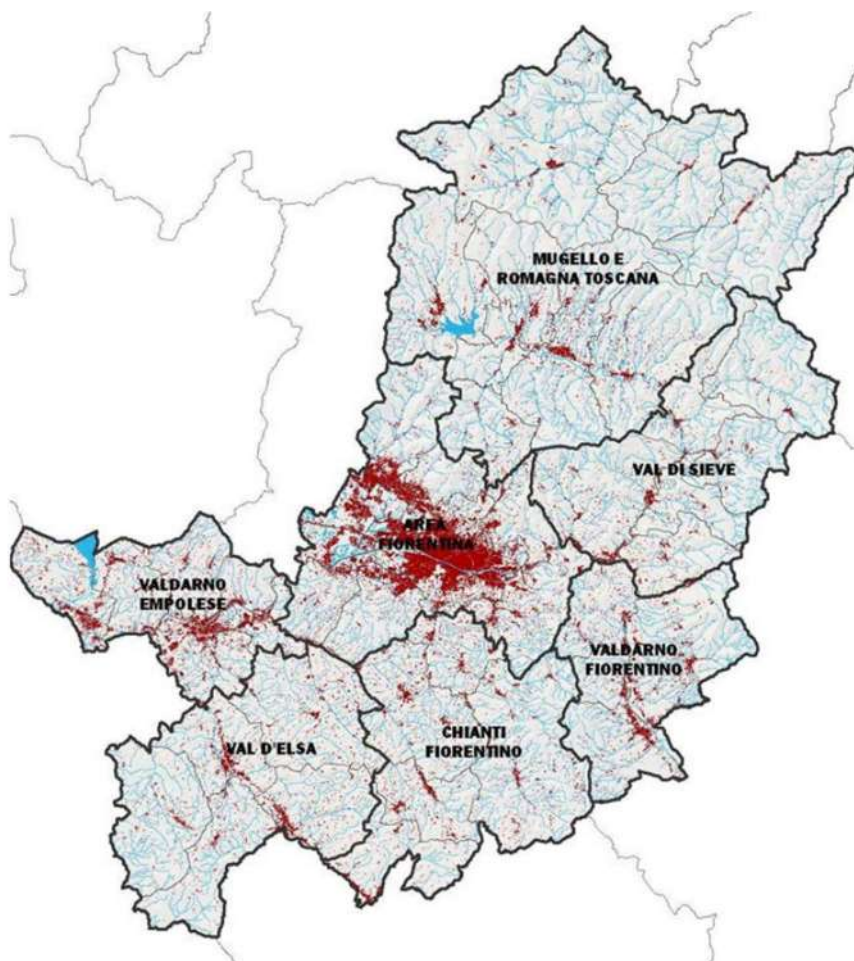 MUGELLO E
ROMAGNA TOSCANA
VAL DI SIEVE
AREA
FIORENTINA
VALDARNO
EMPOLESE
VALDARNO
FIORENTINO
CHIANTI
FIORENTINO
VAL D'ELSA